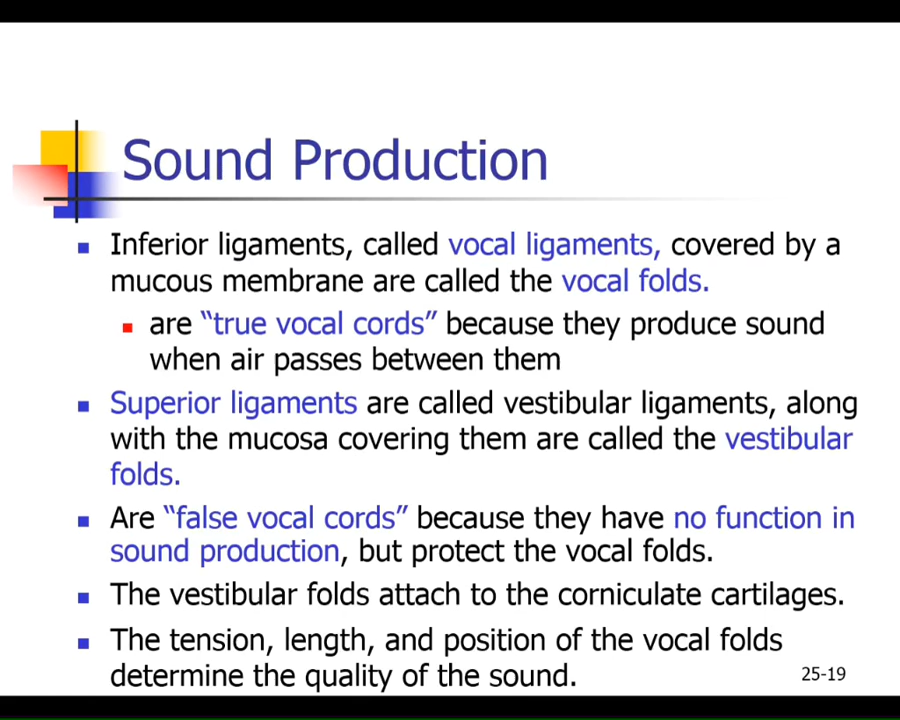 Sound Production
Inferior ligaments, called vocal ligaments, covered by a
mucous membrane are called the vocal folds.
are “true vocal cords” because they produce sound
when air passes between them
Superior ligaments are called vestibular ligaments, along
with the mucosa covering them are called the vestibular
folds.
Are “false vocal cords” because they have no function in
sound production, but protect the vocal folds.
The vestibular folds attach to the corniculate cartilages.
The tension, length, and position of the vocal folds
determine the quality of the sound.
25-19